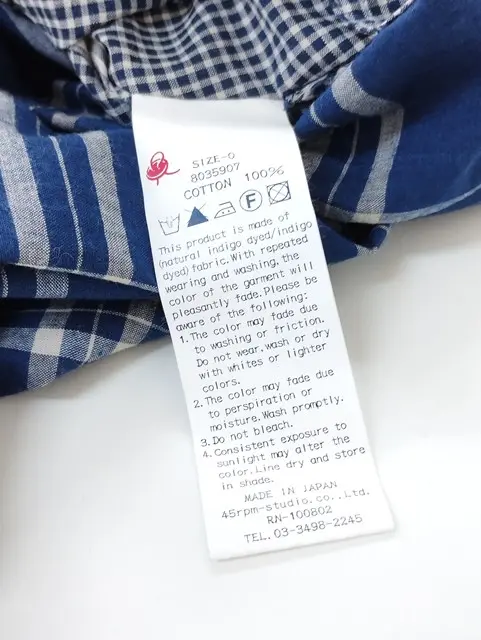 SIZE-0
8035907
COTTON 100%
F
This product is made of
(natural indigo dyed/indigo
dyed)fabric.With repeated
wearing and washing,the
color of the garment will
pleasantly fade.Please be
aware of the following:
1.The color may fade due
to washing or friction.
Do not wear.wash or dry
with whites or lighter
colors.
2.The color may fade due
to perspiration or
moisture.Wash promptly.
3.Do not bleach.
4.Consistent exposure to
sunlight may alter the
color.Line dry and store
in shade.
MADE IN JAPAN
45rpm-studio.co.,Ltd.
RN-100802
TEL.03-3498-2245